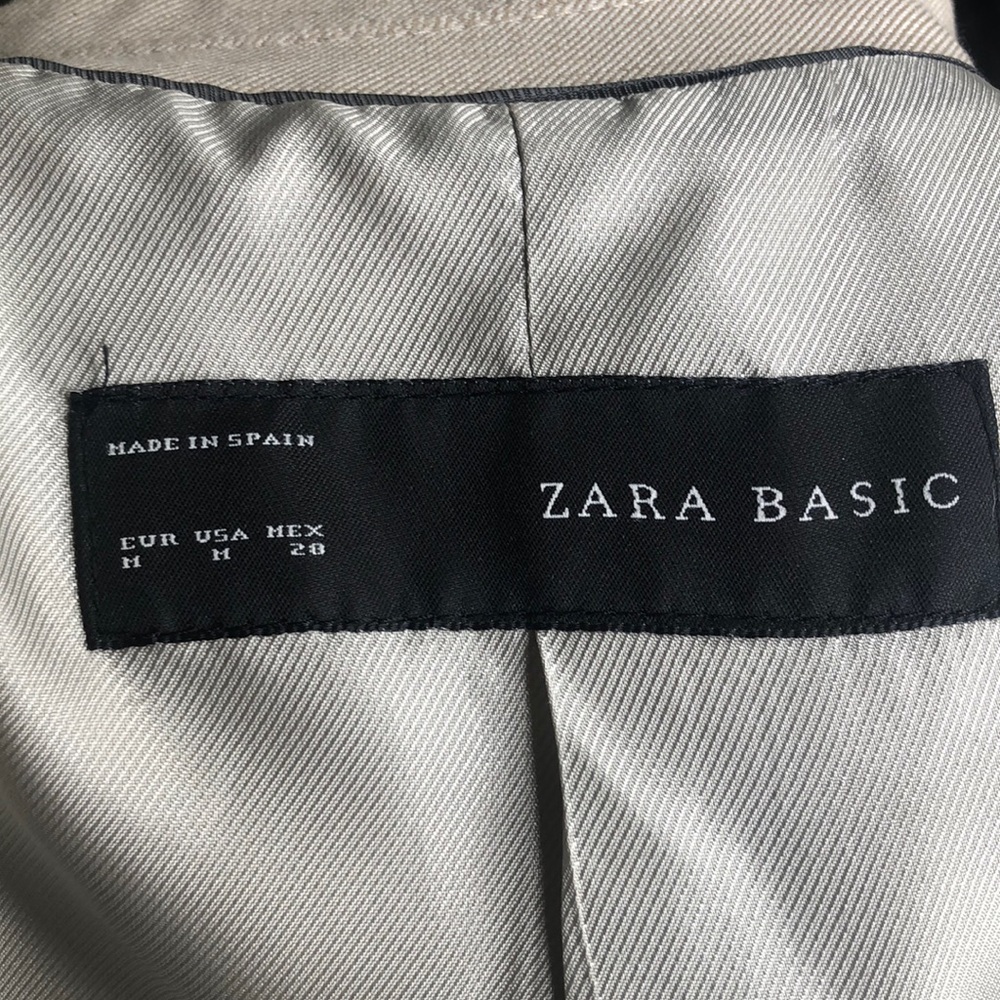 MADE IN SPAIN
ZARA BASIC
EUR USA MEX
M M 28